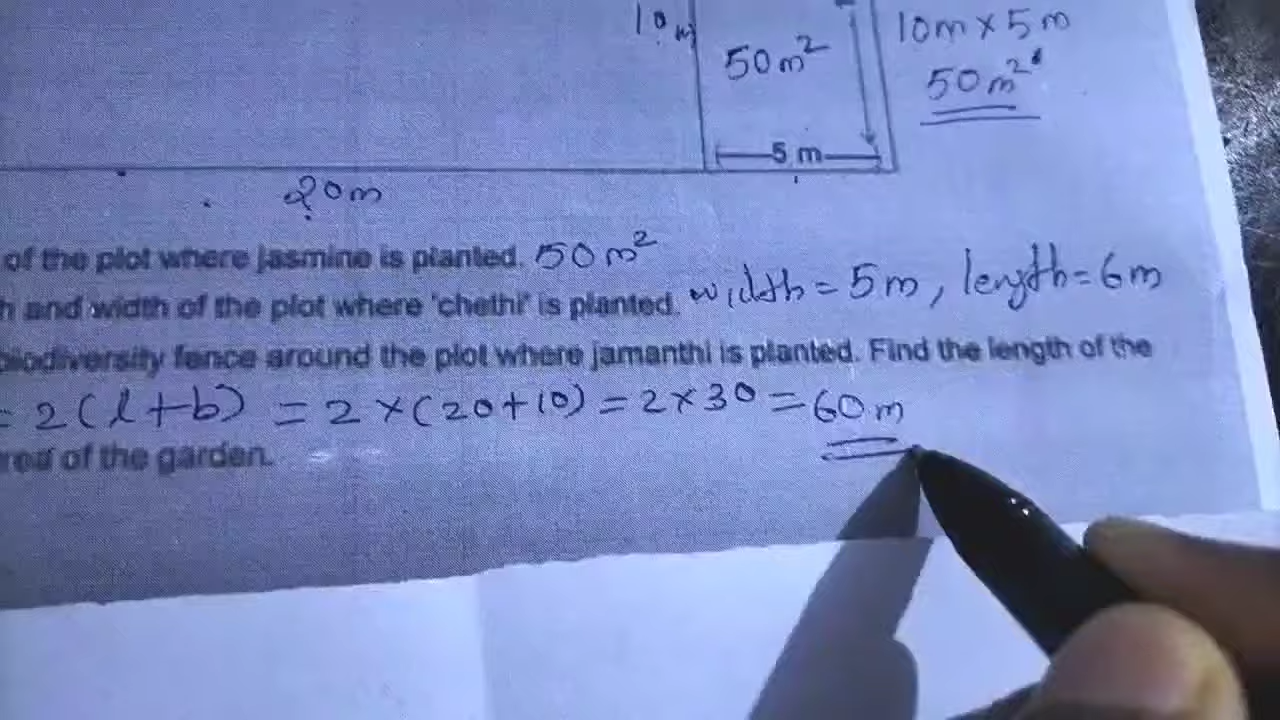 10m 50m² 10m × 5m
50m²
5 m
20m
of the plot where jasmine is planted. 50m²
h and width of the plot where 'chethi' is planted. width = 5m, length = 6m
biodiversity fence around the plot where jamanthi is planted. Find the length of the
= 2(l+b) = 2×(20+10) = 2×30 = 60m
rea of the garden.